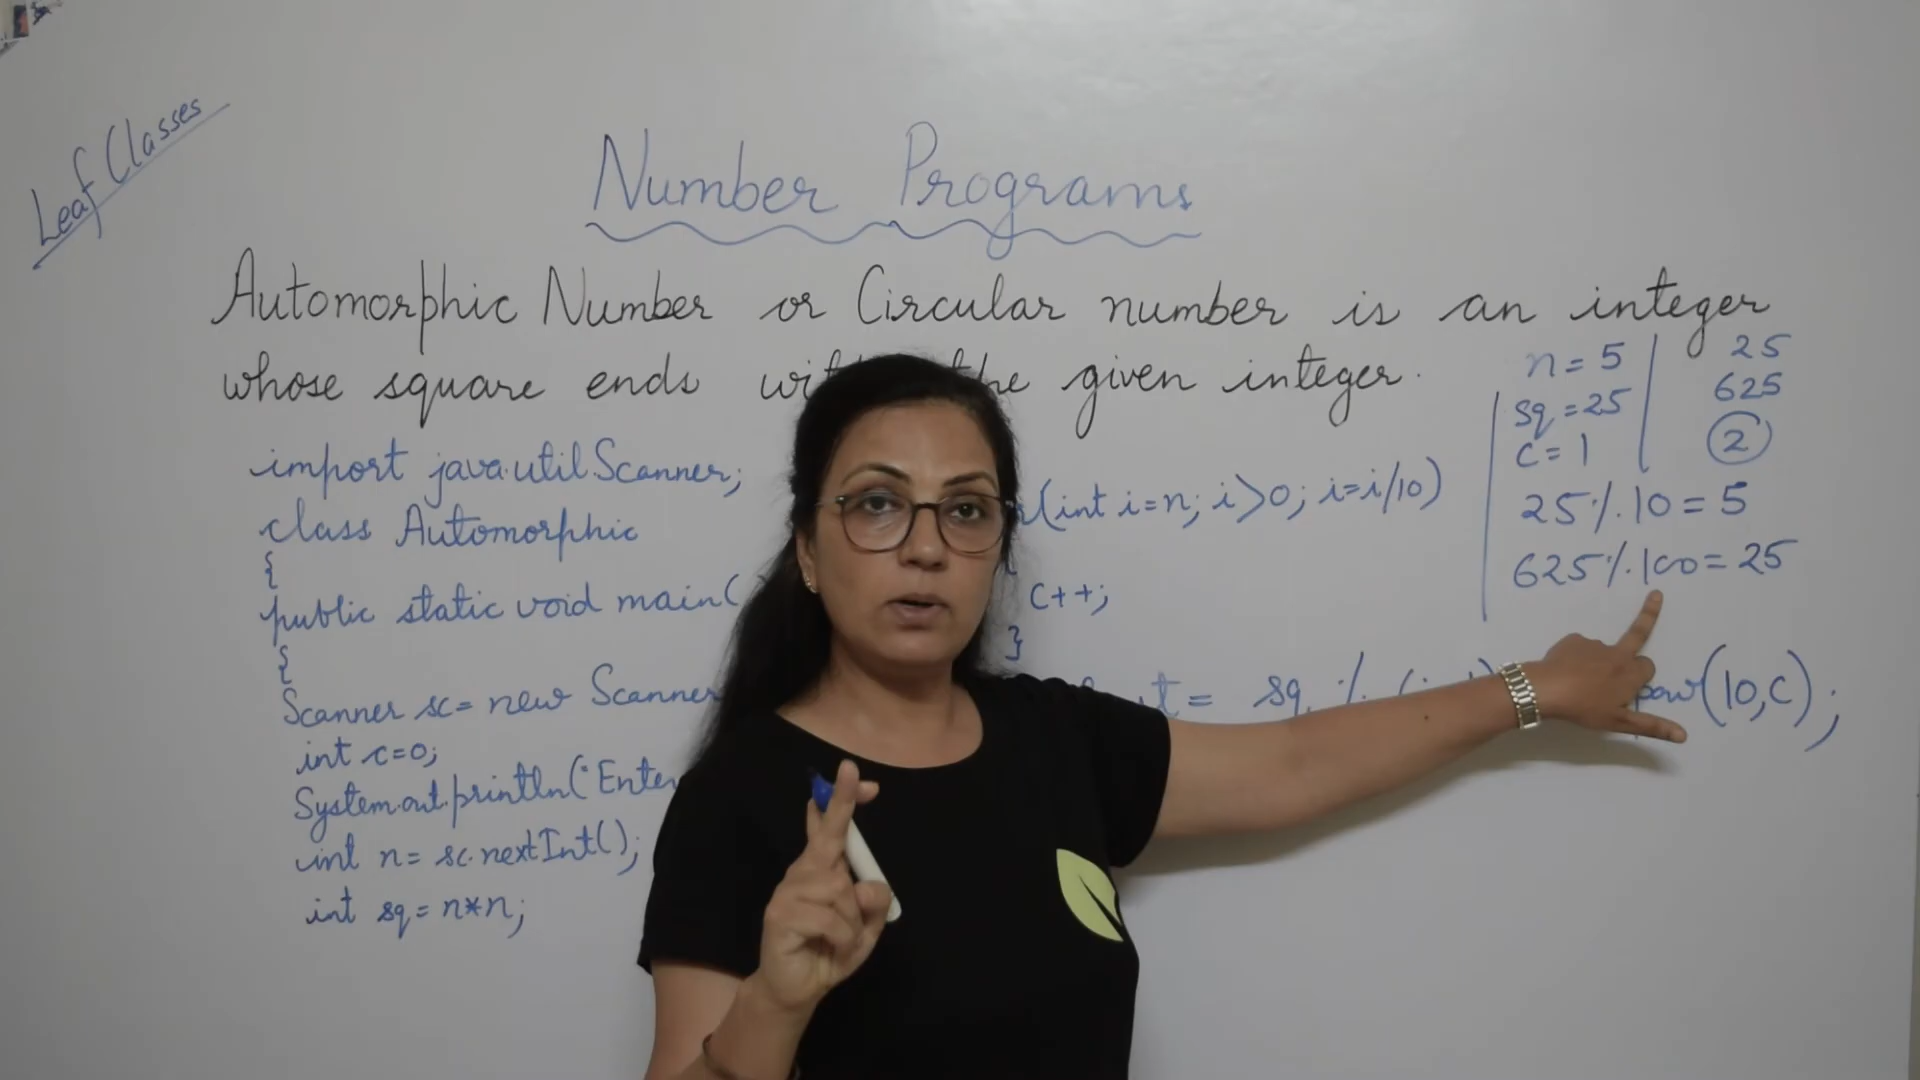 Leaf Classes
Number Programs
Automorphic Number or Circular number is an integer
whose square ends the given integer.
import java.util.Scanner;
class Automorphic
{
public static void main(
{
Scanner sc= new Scanner
int c=0;
System.out.println("Enter
int n= sc.nextInt();
int sq= n*n;
(int i=n; i>0; i=i/10)
c++;
}
t= sq %
pow(10,c);
n=5
sq=25
c=1
25
625
2
25%10=5
625%100=25